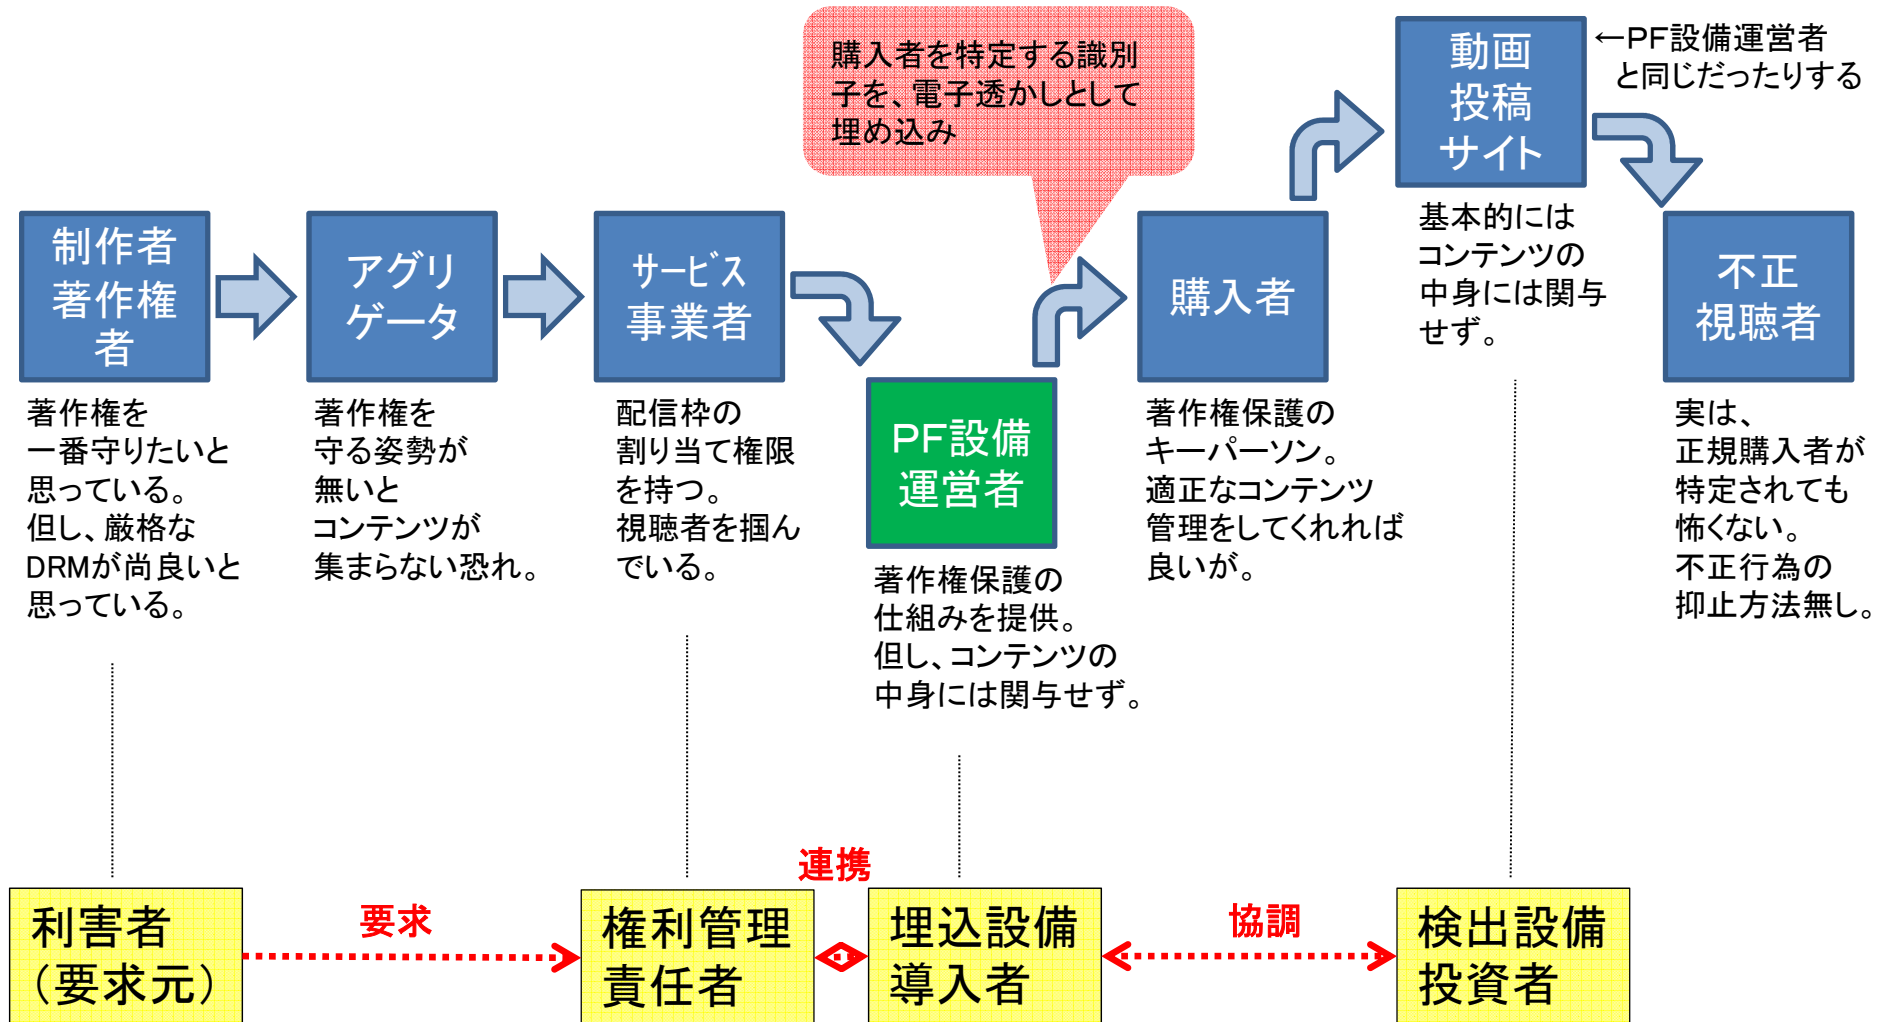 購入者を特定する識別
子を、電子透かしとして
埋め込み
動画
投稿
サイト
←PF設備運営者
と同じだったりする
制作者
著作権
者
アグリ
ゲータ
サービス
事業者
PF設備
運営者
購入者
不正
視聴者
著作権を
一番守りたいと
思っている。
但し、厳格な
DRMが尚良いと
思っている。
著作権を
守る姿勢が
無いと
コンテンツが
集まらない恐れ。
配信枠の
割り当て権限
を持つ。
視聴者を掴ん
でいる。
著作権保護の
仕組みを提供。
但し、コンテンツの
中身には関与せず。
著作権保護の
キーパーソン。
適正なコンテンツ
管理をしてくれれば
良いが。
基本的には
コンテンツの
中身には関与
せず。
実は、
正規購入者が
特定されても
怖くない。
不正行為の
抑止方法無し。
利害者
（要求元）
要求
権利管理
責任者
連携
埋込設備
導入者
協調
検出設備
投資者